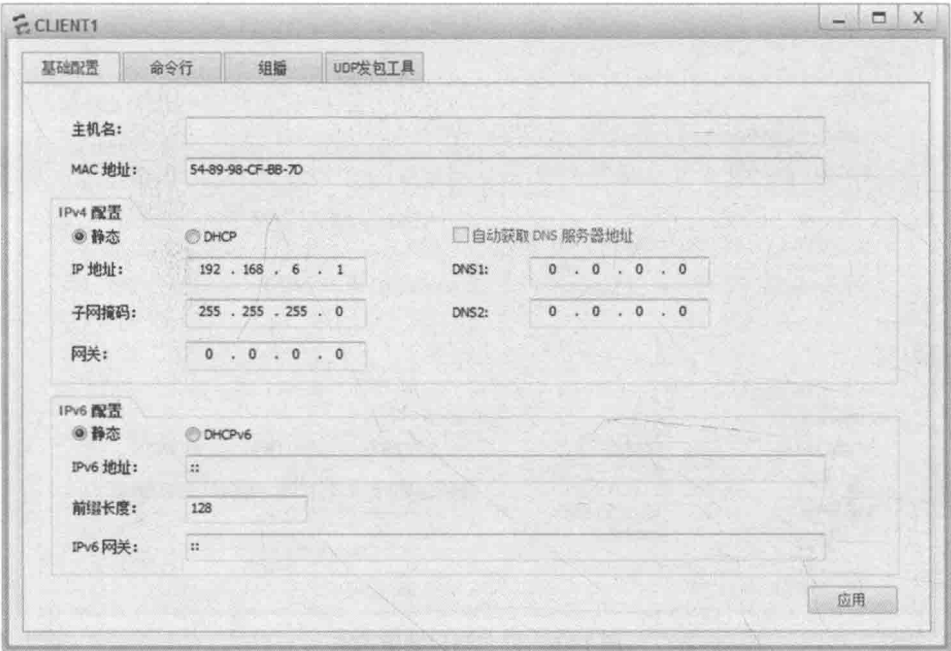 CLIENT1
基础配置 命令行 组播 UDP发包工具
主机名：
MAC 地址： 54-89-98-CF-BB-7D
IPv4 配置
静态 DHCP 自动获取 DNS 服务器地址
IP 地址： 192 . 168 . 6 . 1 DNS1: 0 . 0 . 0 . 0
子网掩码： 255 . 255 . 255 . 0 DNS2: 0 . 0 . 0 . 0
网关： 0 . 0 . 0 . 0
IPv6 配置
静态 DHCPv6
IPv6 地址： ::
前缀长度： 128
IPv6 网关： ::
应用